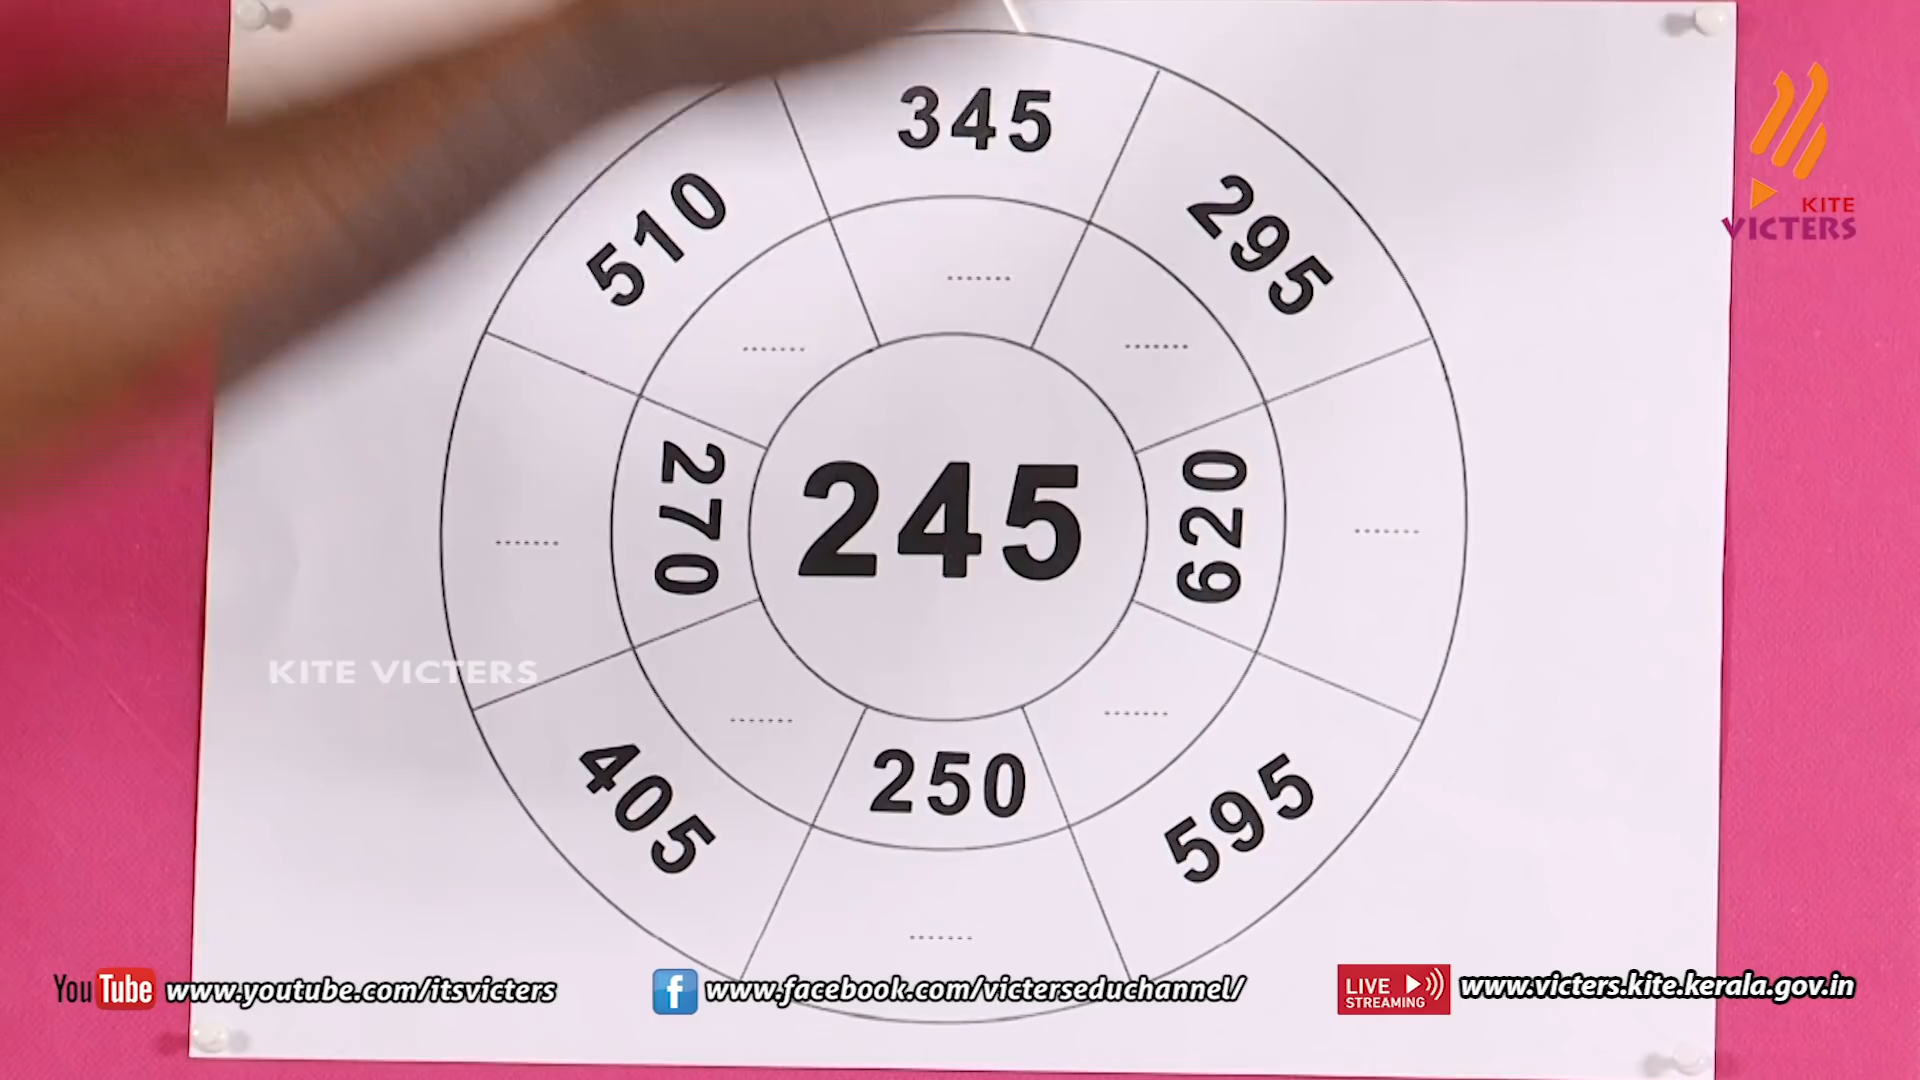 345
510
295
.......
.......
.......
270
245
620
.......
.......
.......
.......
405
250
595
.......
KITE
VICTERS
KITE VICTERS
YouTube www.youtube.com/itsvicters
f www.facebook.com/victerseduchannel/
LIVE STREAMING www.victers.kite.kerala.gov.in